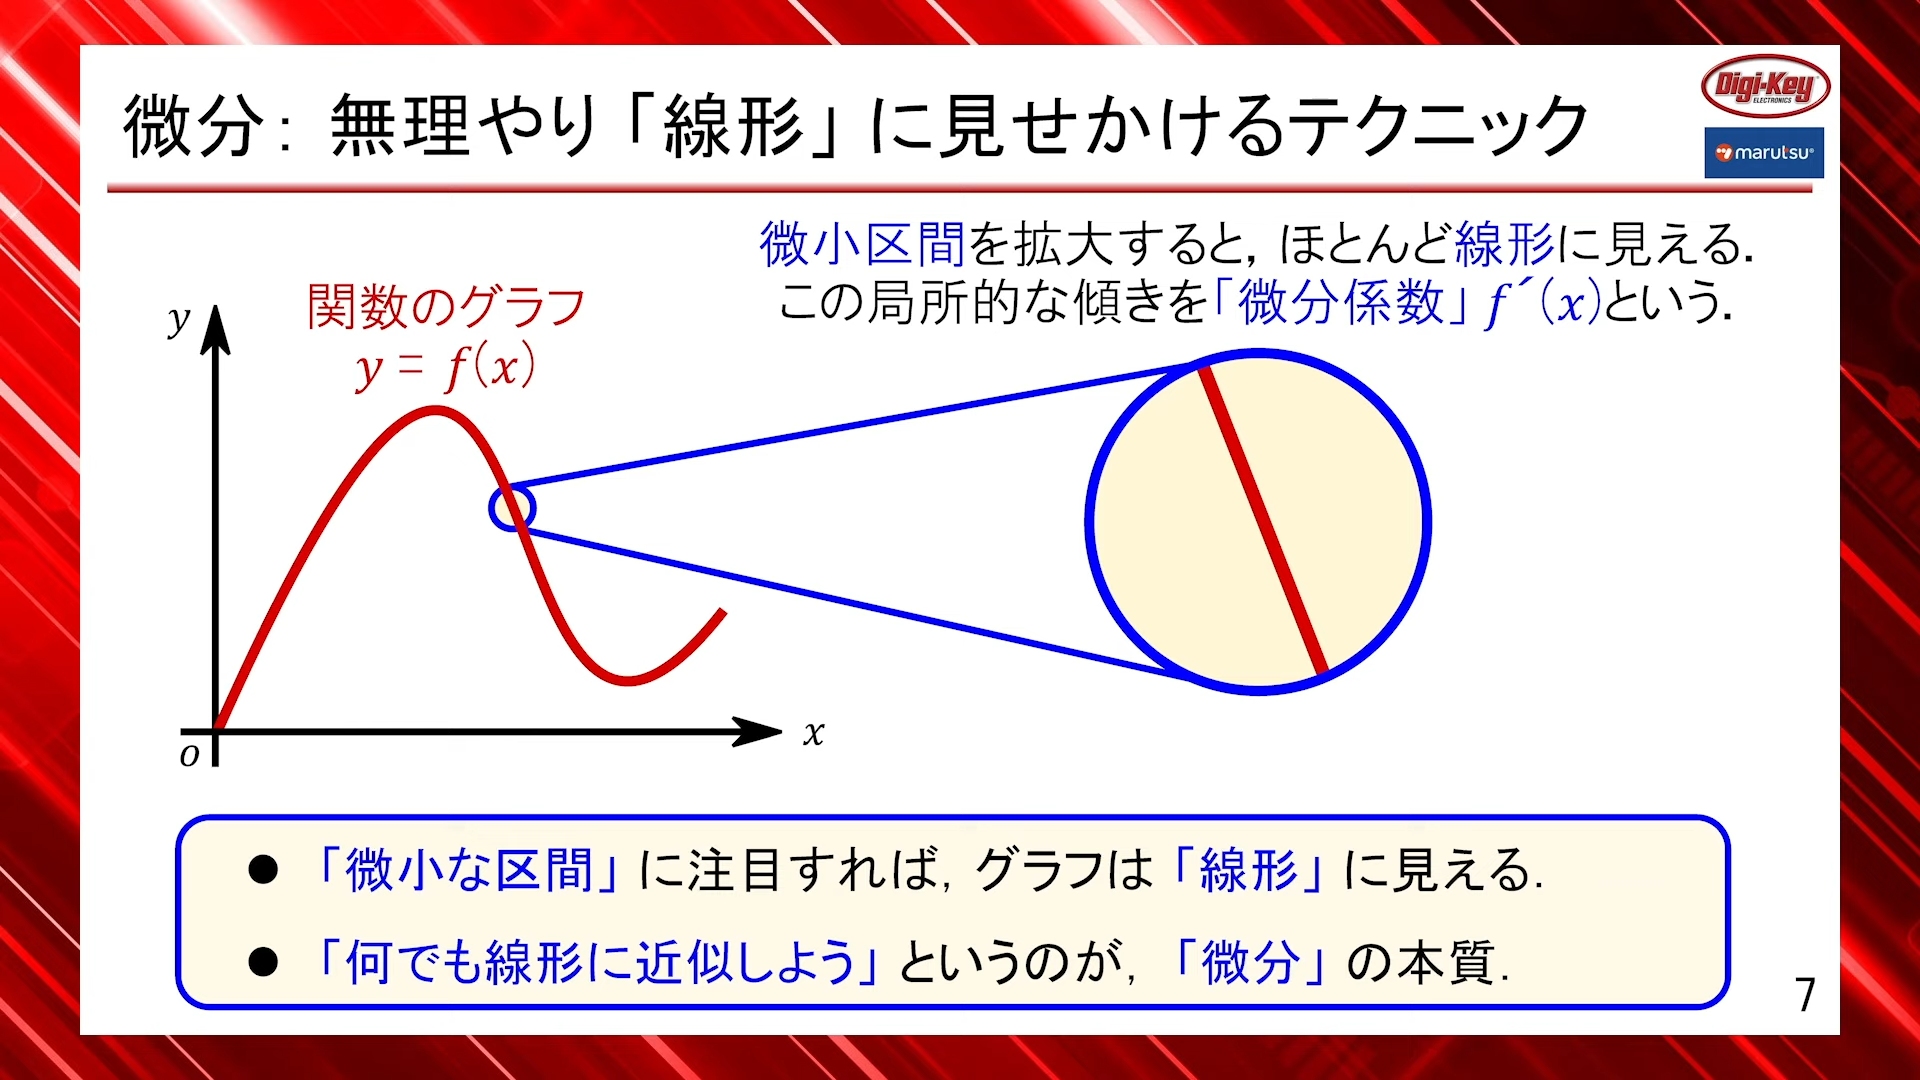 微分： 無理やり「線形」に見せかけるテクニック
Digi-Key
ELECTRONICS
marutsu
微小区間を拡大すると, ほとんど線形に見える.
この局所的な傾きを「微分係数」f´(x)という.
関数のグラフ
y = f(x)
y
x
o
● 「微小な区間」に注目すれば, グラフは「線形」に見える.
● 「何でも線形に近似しよう」というのが, 「微分」の本質.
7